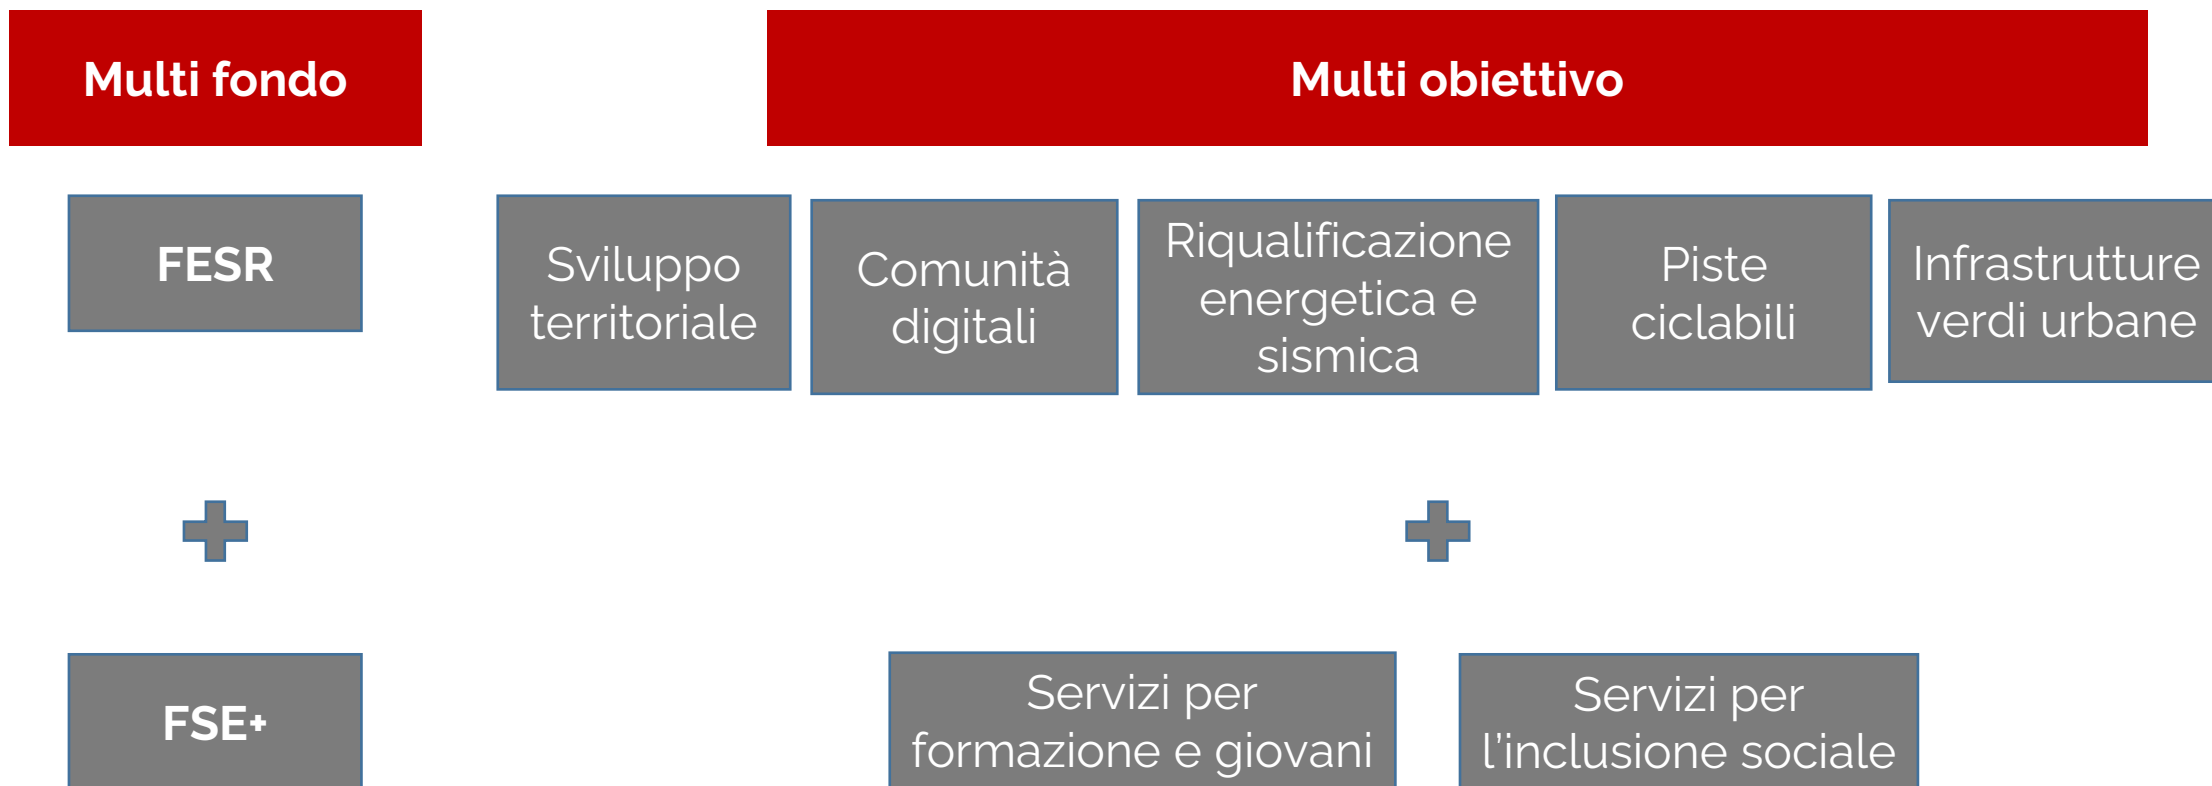 Multi fondo
Multi obiettivo
FESR
Sviluppo
territoriale
Comunità
digitali
Riqualificazione
energetica e
sismica
Piste
ciclabili
Infrastrutture
verdi urbane
FSE+
Servizi per
formazione e giovani
Servizi per
l’inclusione sociale